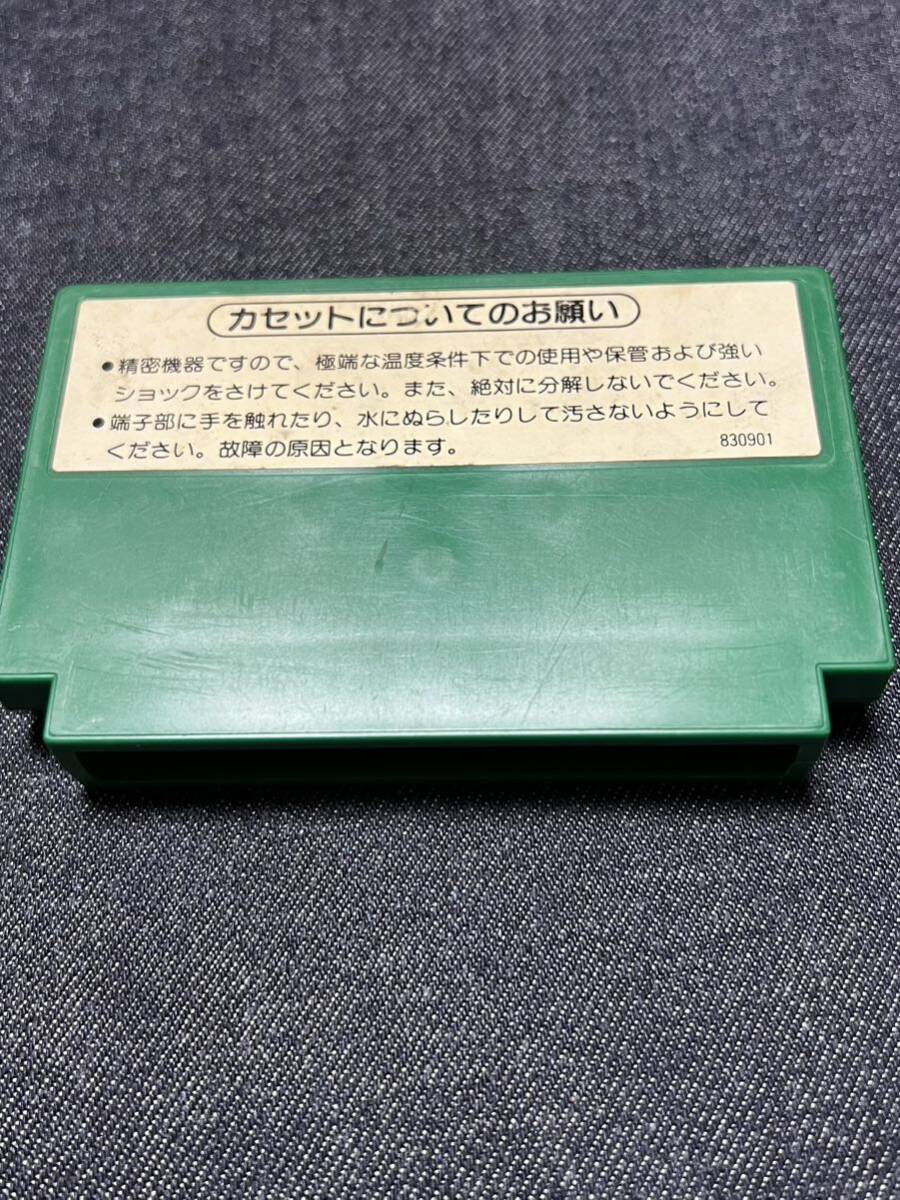 カセットについてのお願い
●精密機器ですので、極端な温度条件下での使用や保管および強い
ショックをさけてください。また、絶対に分解しないでください。
●端子部に手を触れたり、水にぬらしたりして汚さないようにして
ください。故障の原因となります。 830901